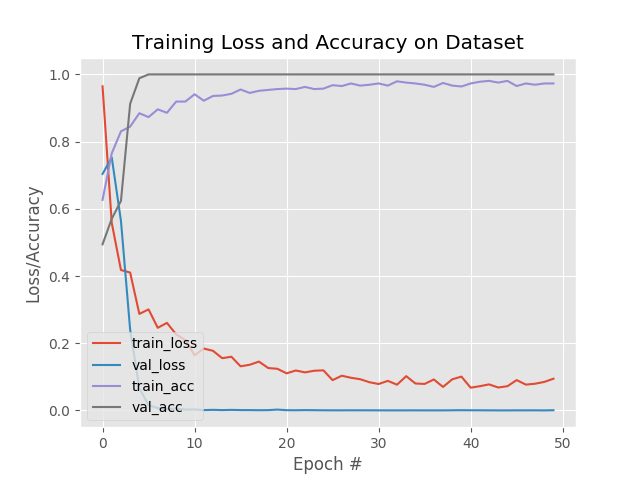 Training Loss and Accuracy on Dataset
Loss/Accuracy
1.0
0.8
0.6
0.4
0.2
0.0
train_loss
val_loss
train_acc
val_acc
0 10 20 30 40 50
Epoch #